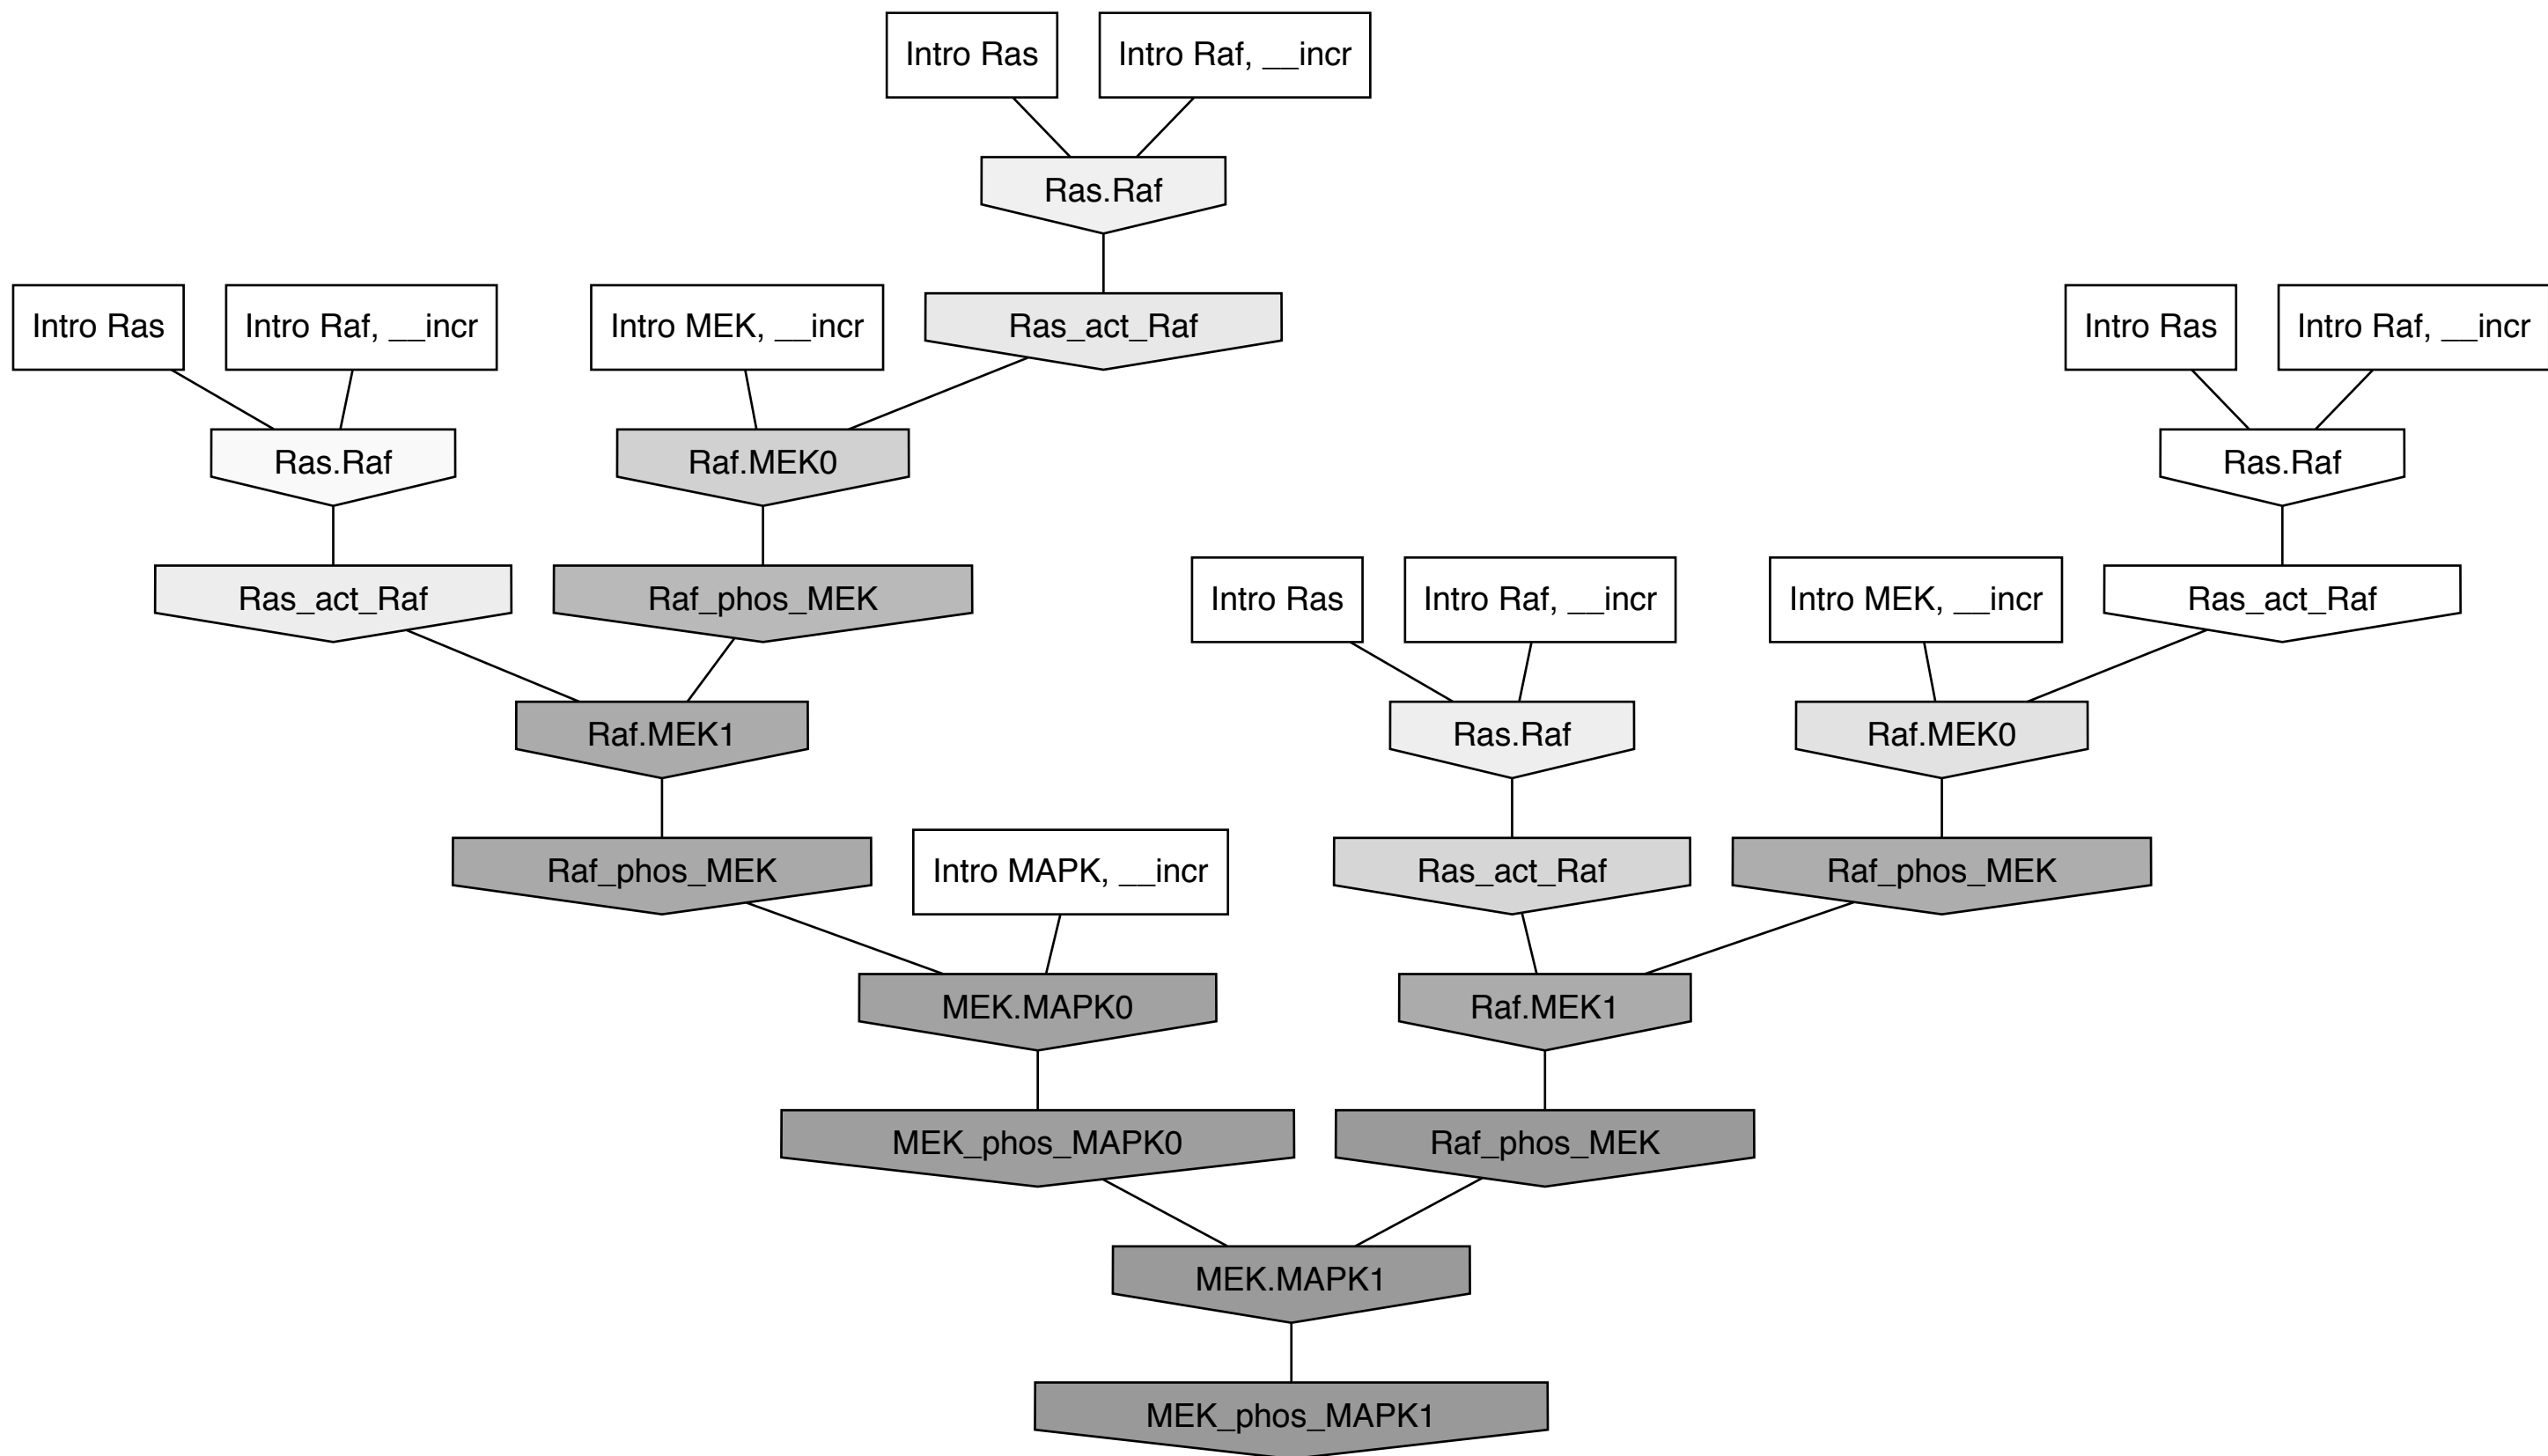 Intro Ras
Intro Raf, __incr
Ras.Raf
Intro Ras
Intro Raf, __incr
Intro MEK, __incr
Ras_act_Raf
Intro Ras
Intro Raf, __incr
Ras.Raf
Raf.MEK0
Ras.Raf
Ras_act_Raf
Raf_phos_MEK
Intro Ras
Intro Raf, __incr
Intro MEK, __incr
Ras_act_Raf
Raf.MEK1
Ras.Raf
Raf.MEK0
Raf_phos_MEK
Intro MAPK, __incr
Ras_act_Raf
Raf_phos_MEK
MEK.MAPK0
Raf.MEK1
MEK_phos_MAPK0
Raf_phos_MEK
MEK.MAPK1
MEK_phos_MAPK1